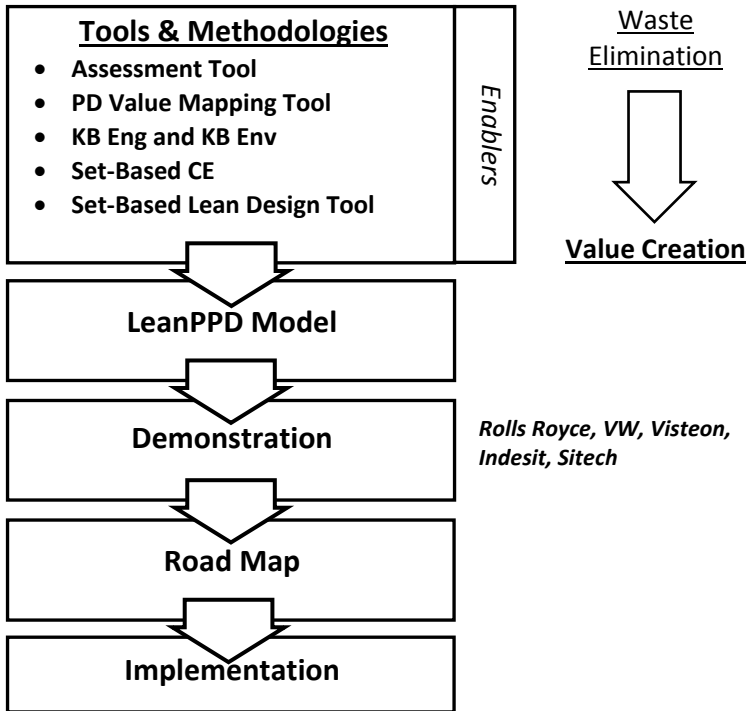 Tools & Methodologies
• Assessment Tool
• PD Value Mapping Tool
• KB Eng and KB Env
• Set-Based CE
• Set-Based Lean Design Tool
Enablers
Waste
Elimination
Value Creation
LeanPPD Model
Demonstration
Rolls Royce, VW, Visteon,
Indesit, Sitech
Road Map
Implementation